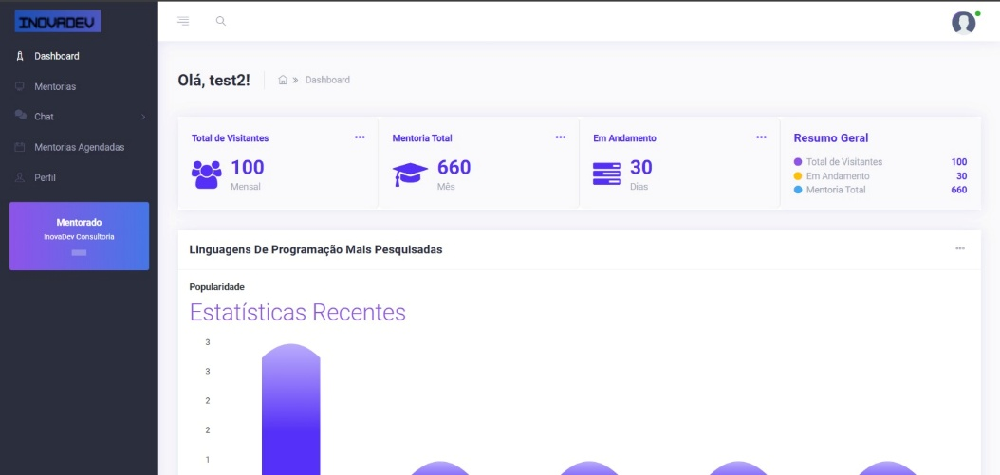 INOVADEV
Dashboard
Mentorias
Chat
Mentorias Agendadas
Perfil
Mentorado
InovaDev Consultoria
Olá, test2!
Dashboard
Total de Visitantes
100
Mensal
Mentoria Total
660
Mês
Em Andamento
30
Dias
Resumo Geral
Total de Visitantes 100
Em Andamento 30
Mentoria Total 660
Linguagens De Programação Mais Pesquisadas
Popularidade
Estatísticas Recentes
3
3
2
2
1